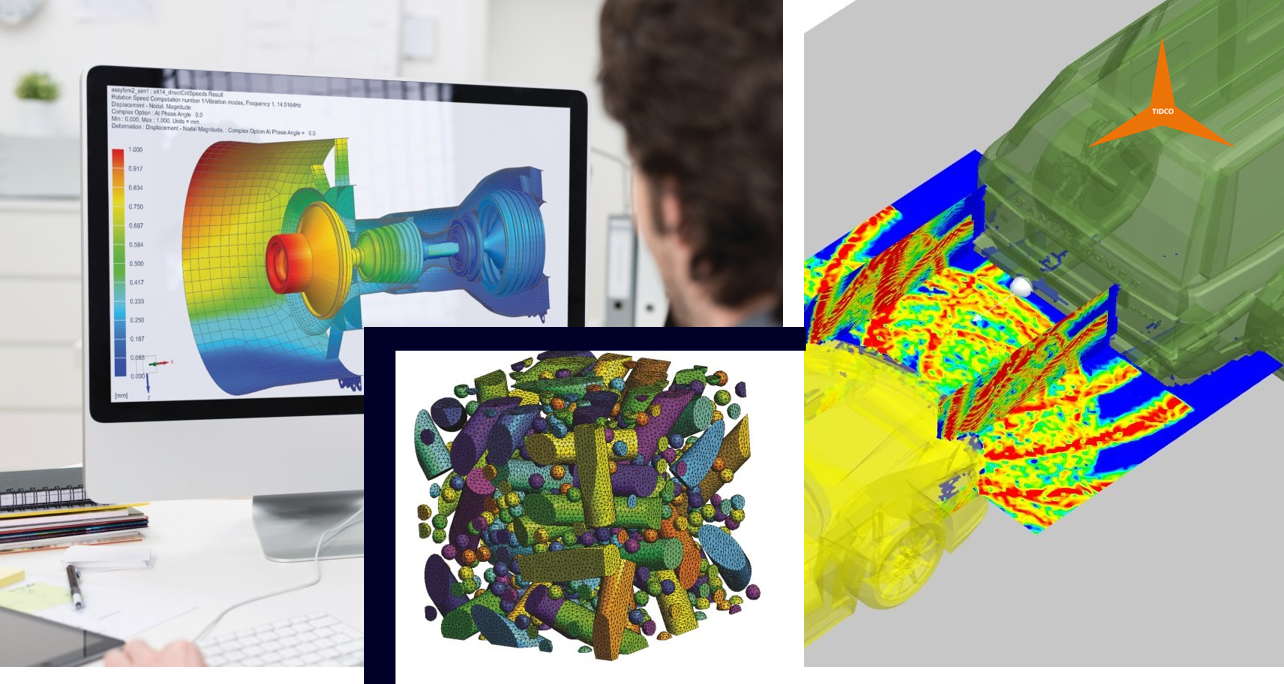 assyfem2_sim1 : s414_directCritSpeeds Result
Rotation Speed Computation number 1/Vibration modes, Frequency 1, 14.5164Hz
Displacement - Nodal, Magnitude
Complex Option : At Phase Angle 0.0
Min : 0.000, Max : 1.000, Units = mm
Deformation : Displacement - Nodal Magnitude, : Complex Option At Phase Angle = 0.0
1.000
0.917
0.834
0.750
0.667
0.584
0.500
0.417
0.333
0.250
0.167
0.083
0.000
[mm]
X
Z
TIDCO